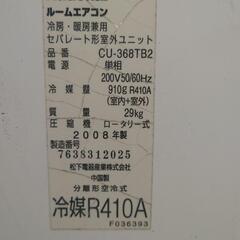 ルームエアコン
冷房・暖房兼用
セパレート形室外ユニット
品番 CU-368TB2
電源 単相
200V50/60Hz
冷媒量 910g R410A
(室内+室外)
質量 29kg
圧縮機 ロータリー式
2008年製
製造番号
7638312025
松下電器産業株式会社
中国製
分離形空冷式
冷媒R410A
F036393